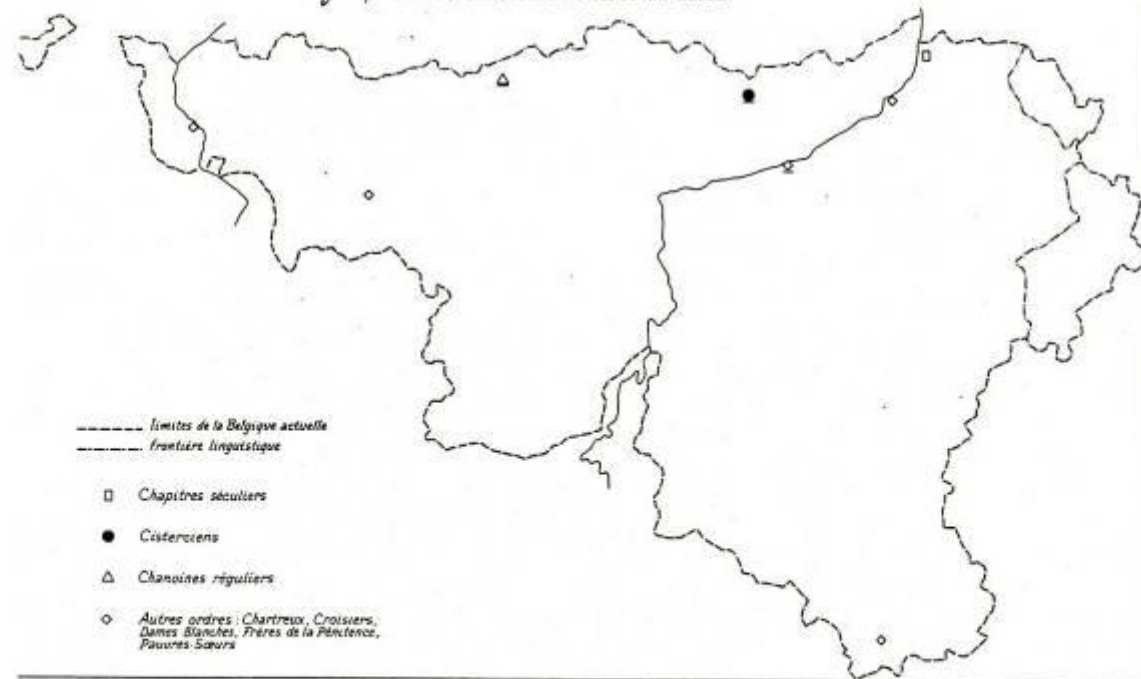 limites de la Belgique actuelle
frontière linguistique
Chapitres séculiers
Cisterciens
Chanoines réguliers
Autres ordres : Chartreux, Croisiers,
Dames Blanches, Frères de la Pénitence,
Pauvres-Sœurs